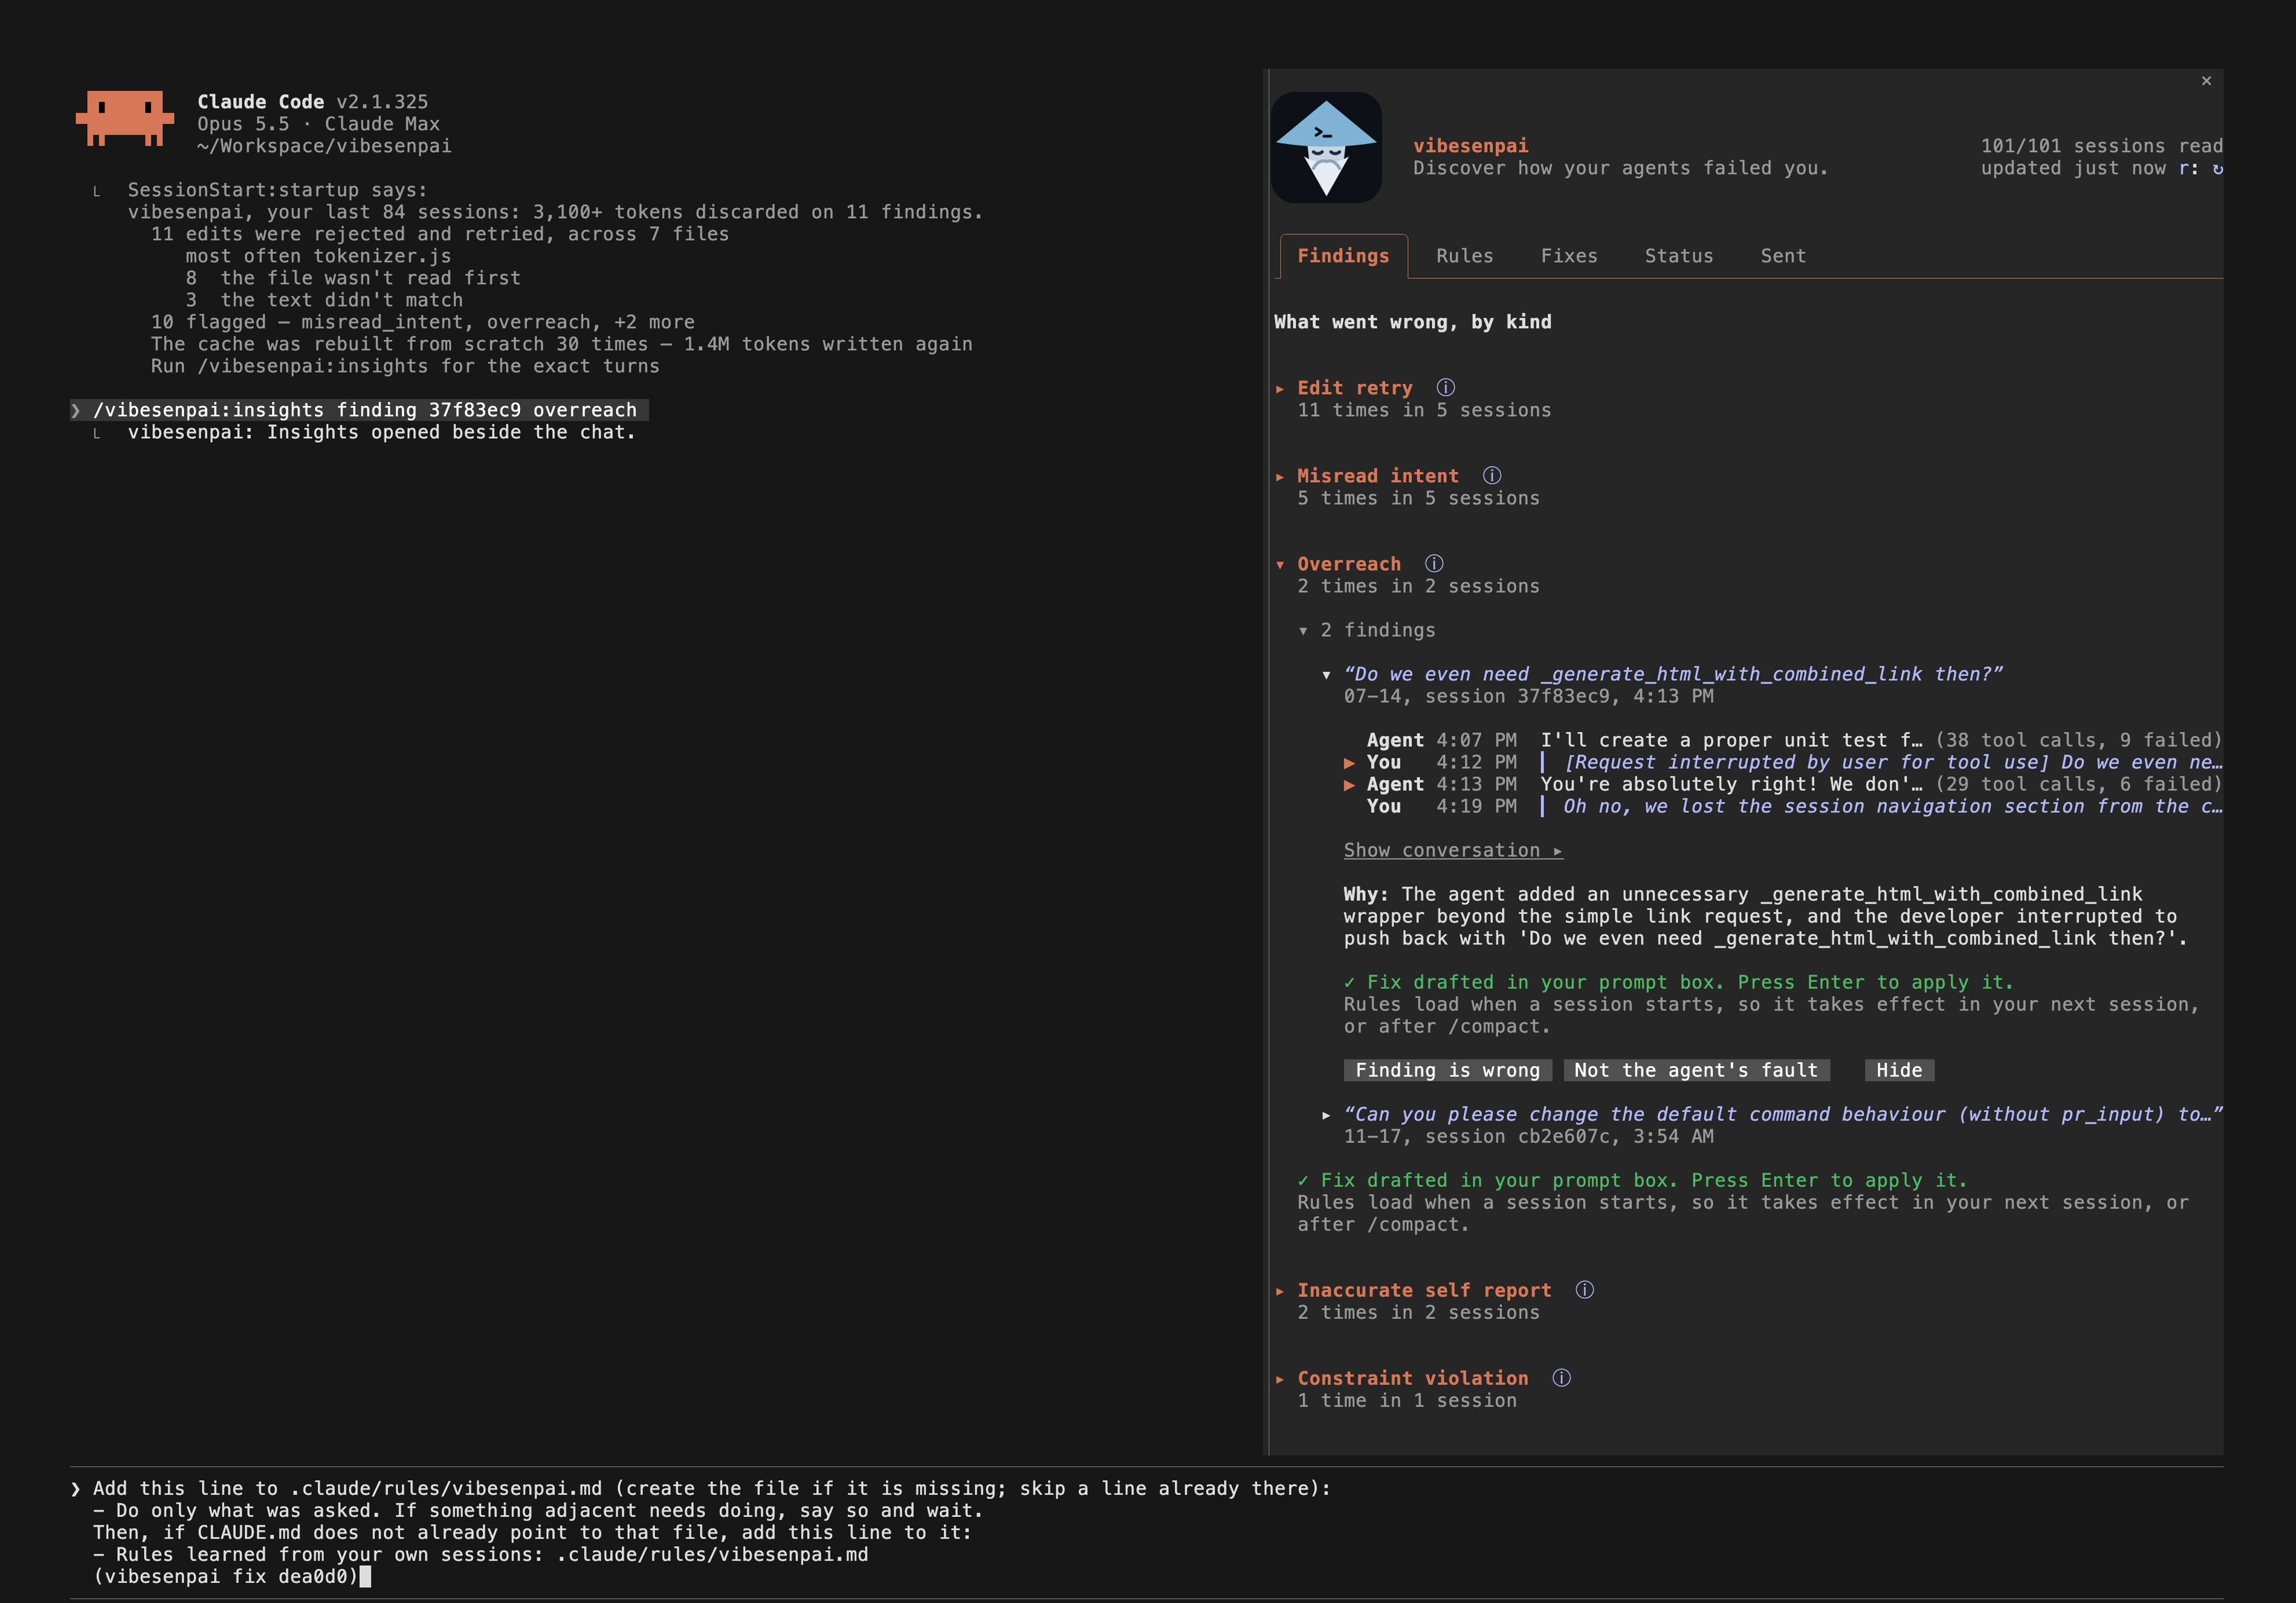 Claude Code v2.1.325
Opus 5.5 · Claude Max
~/Workspace/vibesenpai
└ SessionStart:startup says:
vibesenpai, your last 84 sessions: 3,100+ tokens discarded on 11 findings.
11 edits were rejected and retried, across 7 files
most often tokenizer.js
8 the file wasn't read first
3 the text didn't match
10 flagged — misread_intent, overreach, +2 more
The cache was rebuilt from scratch 30 times — 1.4M tokens written again
Run /vibesenpai:insights for the exact turns
❯ /vibesenpai:insights finding 37f83ec9 overreach
└ vibesenpai: Insights opened beside the chat.
×
>_
vibesenpai 101/101 sessions read
Discover how your agents failed you. updated just now r: ↻
Findings Rules Fixes Status Sent
What went wrong, by kind
▸ Edit retry ⓘ
11 times in 5 sessions
▸ Misread intent ⓘ
5 times in 5 sessions
▾ Overreach ⓘ
2 times in 2 sessions
▾ 2 findings
▾ “Do we even need _generate_html_with_combined_link then?”
07-14, session 37f83ec9, 4:13 PM
Agent 4:07 PM I'll create a proper unit test f… (38 tool calls, 9 failed)
▶ You 4:12 PM [Request interrupted by user for tool use] Do we even ne…
▶ Agent 4:13 PM You're absolutely right! We don'… (29 tool calls, 6 failed)
You 4:19 PM Oh no, we lost the session navigation section from the c…
Show conversation ▸
Why: The agent added an unnecessary _generate_html_with_combined_link
wrapper beyond the simple link request, and the developer interrupted to
push back with 'Do we even need _generate_html_with_combined_link then?'.
✓ Fix drafted in your prompt box. Press Enter to apply it.
Rules load when a session starts, so it takes effect in your next session,
or after /compact.
Finding is wrong Not the agent's fault Hide
▸ “Can you please change the default command behaviour (without pr_input) to…”
11-17, session cb2e607c, 3:54 AM
✓ Fix drafted in your prompt box. Press Enter to apply it.
Rules load when a session starts, so it takes effect in your next session, or
after /compact.
▸ Inaccurate self report ⓘ
2 times in 2 sessions
▸ Constraint violation ⓘ
1 time in 1 session
❯ Add this line to .claude/rules/vibesenpai.md (create the file if it is missing; skip a line already there):
- Do only what was asked. If something adjacent needs doing, say so and wait.
Then, if CLAUDE.md does not already point to that file, add this line to it:
- Rules learned from your own sessions: .claude/rules/vibesenpai.md
(vibesenpai fix dea0d0)